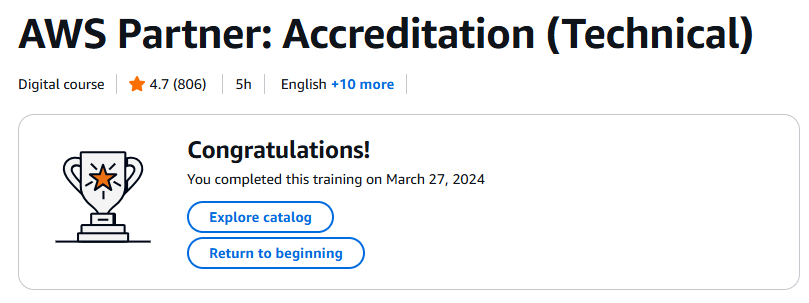 AWS Partner: Accreditation (Technical)
Digital course 4.7 (806) 5h English +10 more
Congratulations!
You completed this training on March 27, 2024
Explore catalog
Return to beginning